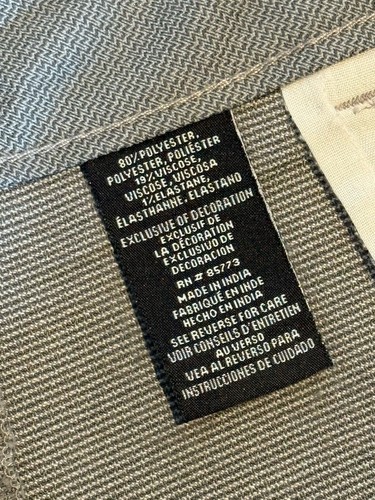 80%POLYESTER,
POLYESTER, POLIÉSTER
19%VISCOSE,
VISCOSE, VISCOSA
1%ELASTANE,
ÉLASTHANNE, ELASTANO
EXCLUSIVE OF DECORATION
EXCLUSIF DE
LA DÉCORATION
EXCLUSIVO DE
DECORACION
RN # 85773
MADE IN INDIA
FABRIQUÉ EN INDE
HECHO EN INDIA
SEE REVERSE FOR CARE
VOIR CONSEILS D'ENTRETIEN
AU VERSO
VEA AL REVERSO PARA
INSTRUCCIONES DE CUIDADO